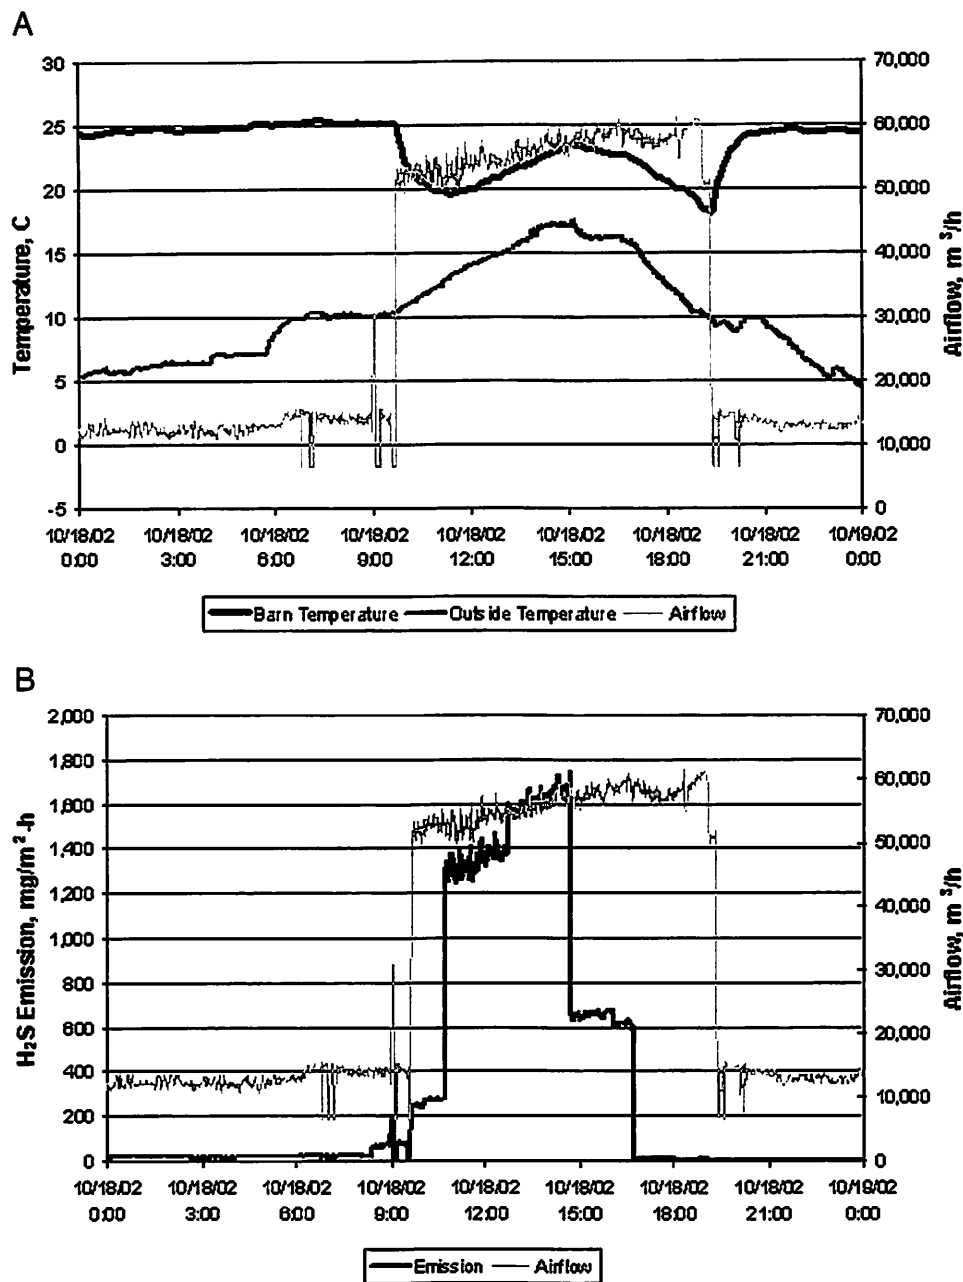 A
30
25
20
15
10
5
0
-5
Temperature, C
70,000
60,000
50,000
40,000
30,000
20,000
10,000
0
Airflow, m³/h
10/18/02 10/18/02 10/18/02 10/18/02 10/18/02 10/18/02 10/18/02 10/18/02 10/19/02
0:00 3:00 6:00 9:00 12:00 15:00 18:00 21:00 0:00
Barn Temperature Outside Temperature Airflow
B
2,000
1,800
1,600
1,400
1,200
1,000
800
600
400
200
0
H₂S Emission, mg/m²-h
70,000
60,000
50,000
40,000
30,000
20,000
10,000
0
Airflow, m³/h
10/18/02 10/18/02 10/18/02 10/18/02 10/18/02 10/18/02 10/18/02 10/18/02 10/19/02
0:00 3:00 6:00 9:00 12:00 15:00 18:00 21:00 0:00
Emission Airflow